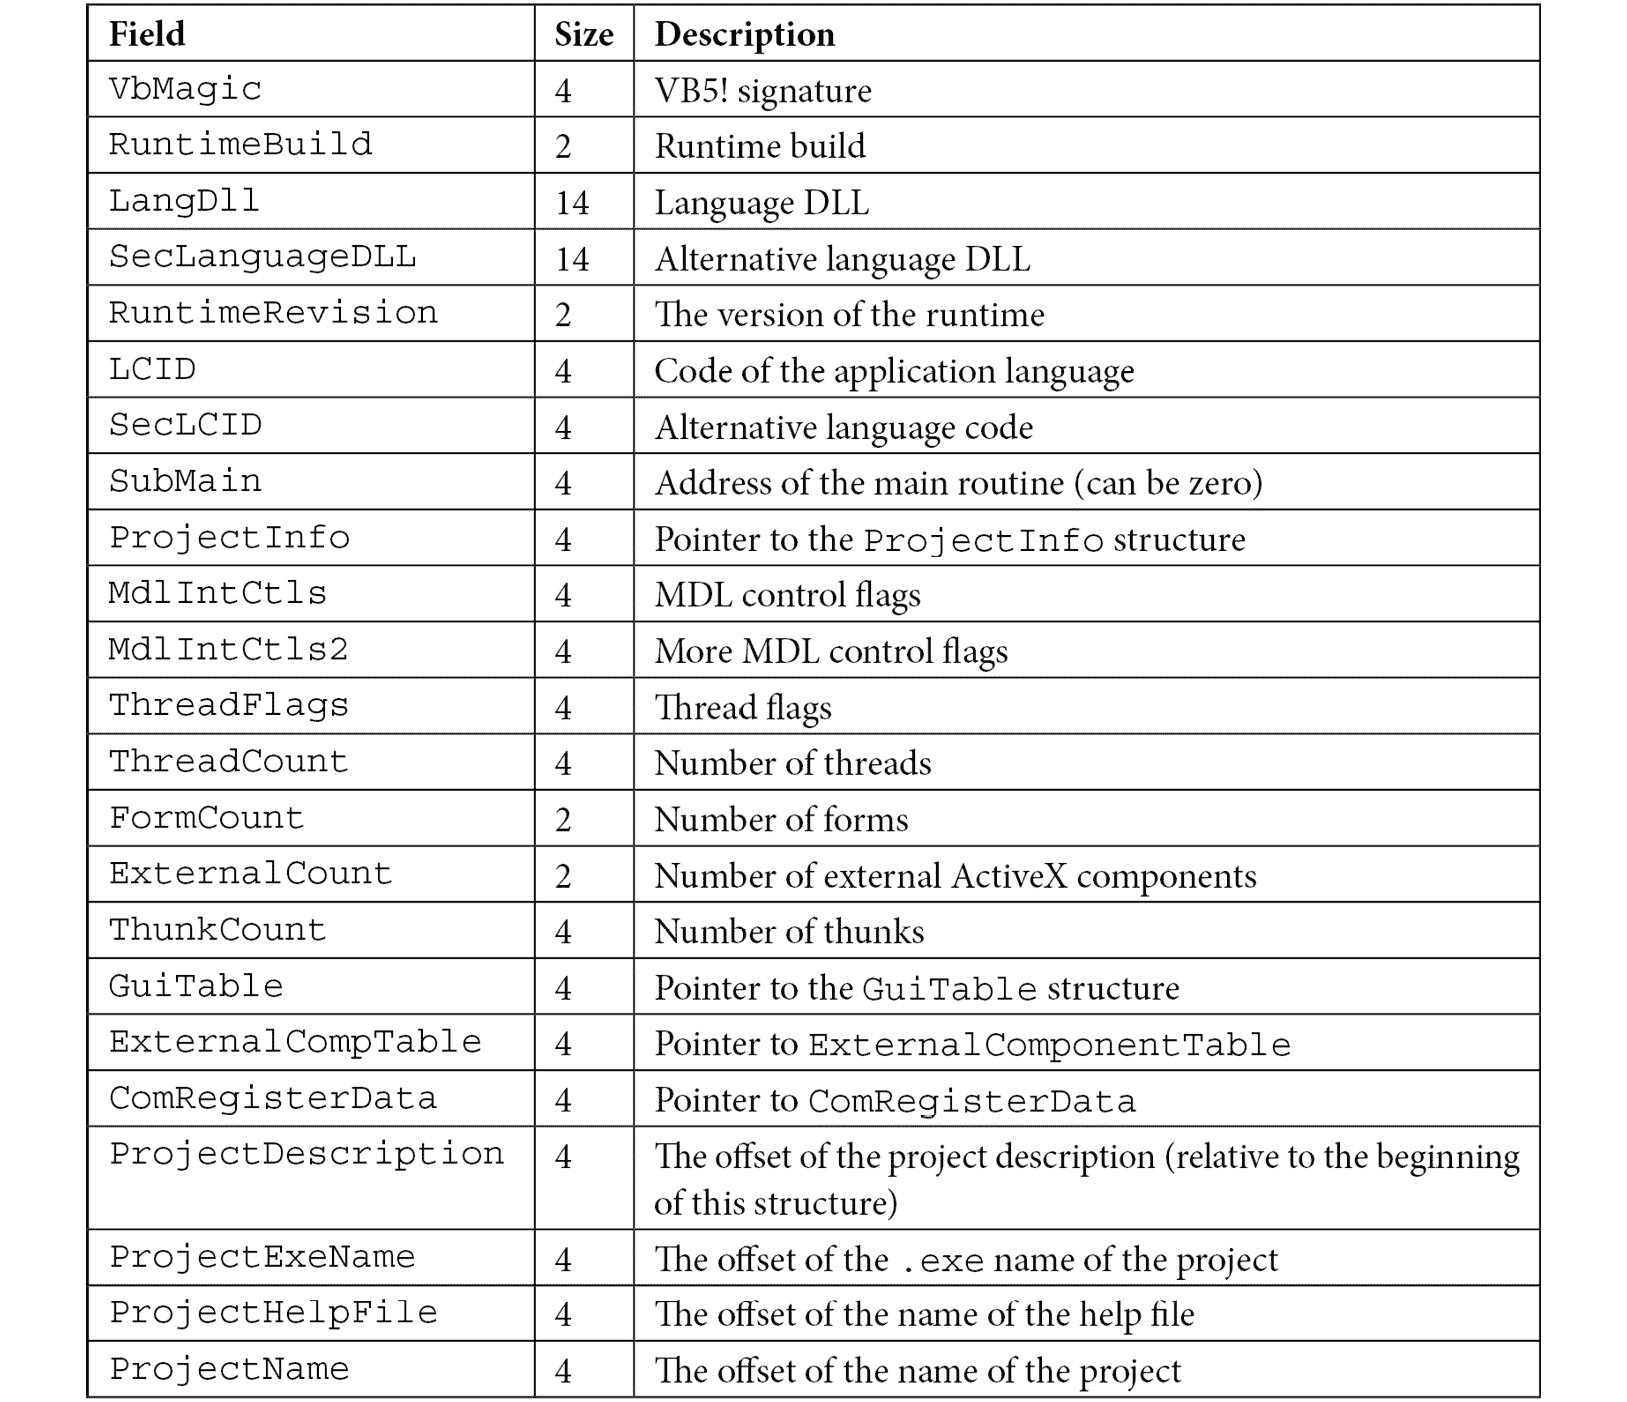 Field Size Description
VbMagic 4 VB5! signature
RuntimeBuild 2 Runtime build
LangDll 14 Language DLL
SecLanguageDLL 14 Alternative language DLL
RuntimeRevision 2 The version of the runtime
LCID 4 Code of the application language
SecLCID 4 Alternative language code
SubMain 4 Address of the main routine (can be zero)
ProjectInfo 4 Pointer to the ProjectInfo structure
MdlIntCtls 4 MDL control flags
MdlIntCtls2 4 More MDL control flags
ThreadFlags 4 Thread flags
ThreadCount 4 Number of threads
FormCount 2 Number of forms
ExternalCount 2 Number of external ActiveX components
ThunkCount 4 Number of thunks
GuiTable 4 Pointer to the GuiTable structure
ExternalCompTable 4 Pointer to ExternalComponentTable
ComRegisterData 4 Pointer to ComRegisterData
ProjectDescription 4 The offset of the project description (relative to the beginning
of this structure)
ProjectExeName 4 The offset of the .exe name of the project
ProjectHelpFile 4 The offset of the name of the help file
ProjectName 4 The offset of the name of the project